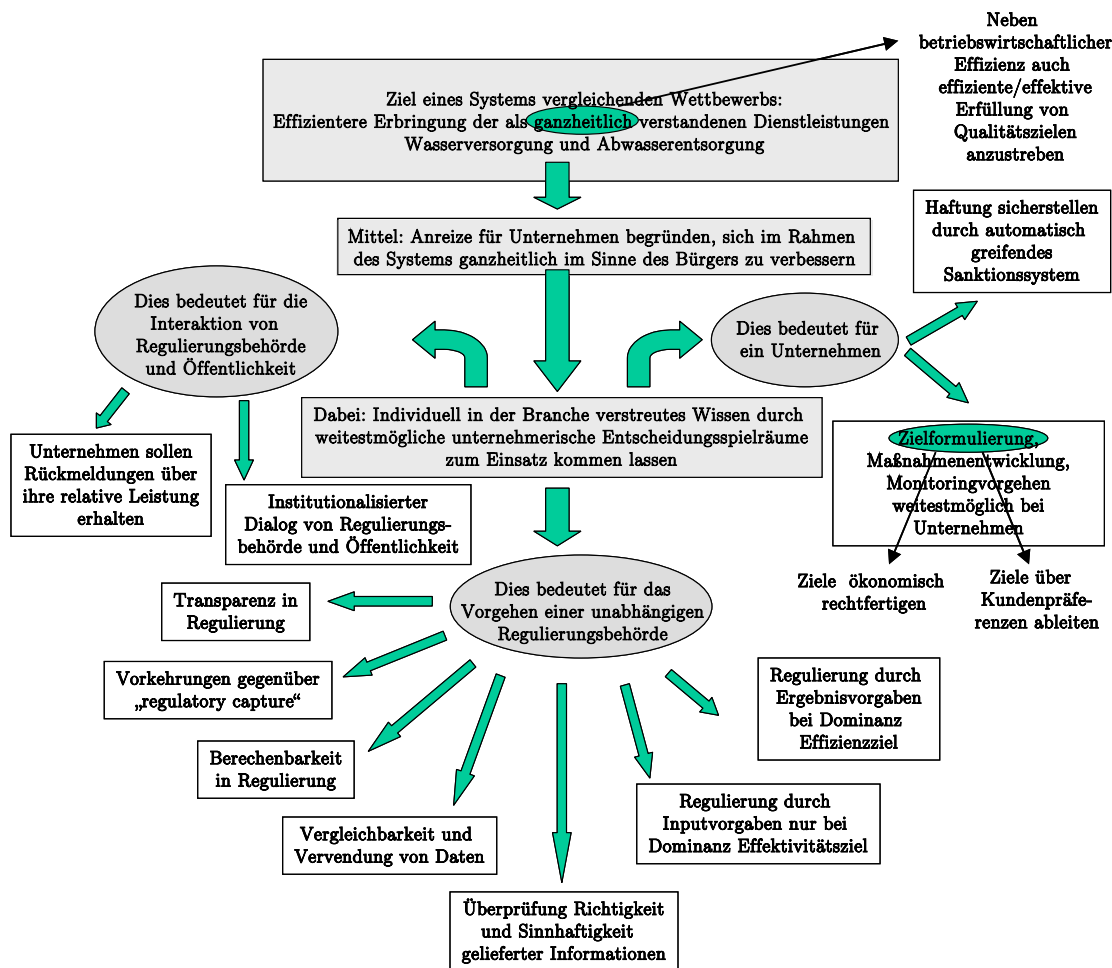 Neben
betriebswirtschaftlicher
Effizienz auch
effiziente/effektive
Erfüllung von
Qualitätszielen
anzustreben
Ziel eines Systems vergleichenden Wettbewerbs:
Effizientere Erbringung der als ganzheitlich verstandenen Dienstleistungen
Wasserversorgung und Abwasserentsorgung
Mittel: Anreize für Unternehmen begründen, sich im Rahmen
des Systems ganzheitlich im Sinne des Bürgers zu verbessern
Haftung sicherstellen
durch automatisch
greifendes
Sanktionssystem
Dies bedeutet für die
Interaktion von
Regulierungsbehörde
und Öffentlichkeit
Dies bedeutet für
ein Unternehmen
Dabei: Individuell in der Branche verstreutes Wissen durch
weitestmögliche unternehmerische Entscheidungsspielräume
zum Einsatz kommen lassen
Unternehmen sollen
Rückmeldungen über
ihre relative Leistung
erhalten
Institutionalisierter
Dialog von Regulierungs-
behörde und Öffentlichkeit
Zielformulierung,
Maßnahmenentwicklung,
Monitoringvorgehen
weitestmöglich bei
Unternehmen
Ziele ökonomisch
rechtfertigen
Ziele über
Kundenpräfe-
renzen ableiten
Dies bedeutet für das
Vorgehen einer unabhängigen
Regulierungsbehörde
Transparenz in
Regulierung
Vorkehrungen gegenüber
„regulatory capture“
Berechenbarkeit
in Regulierung
Vergleichbarkeit und
Vervendung von Daten
Überprüfung Richtigkeit
und Sinnhaftigkeit
gelieferter Informationen
Regulierung durch
Inputvorgaben nur bei
Dominanz Effektivitätsziel
Regulierung durch
Ergebnisvorgaben
bei Dominanz
Effizienzziel